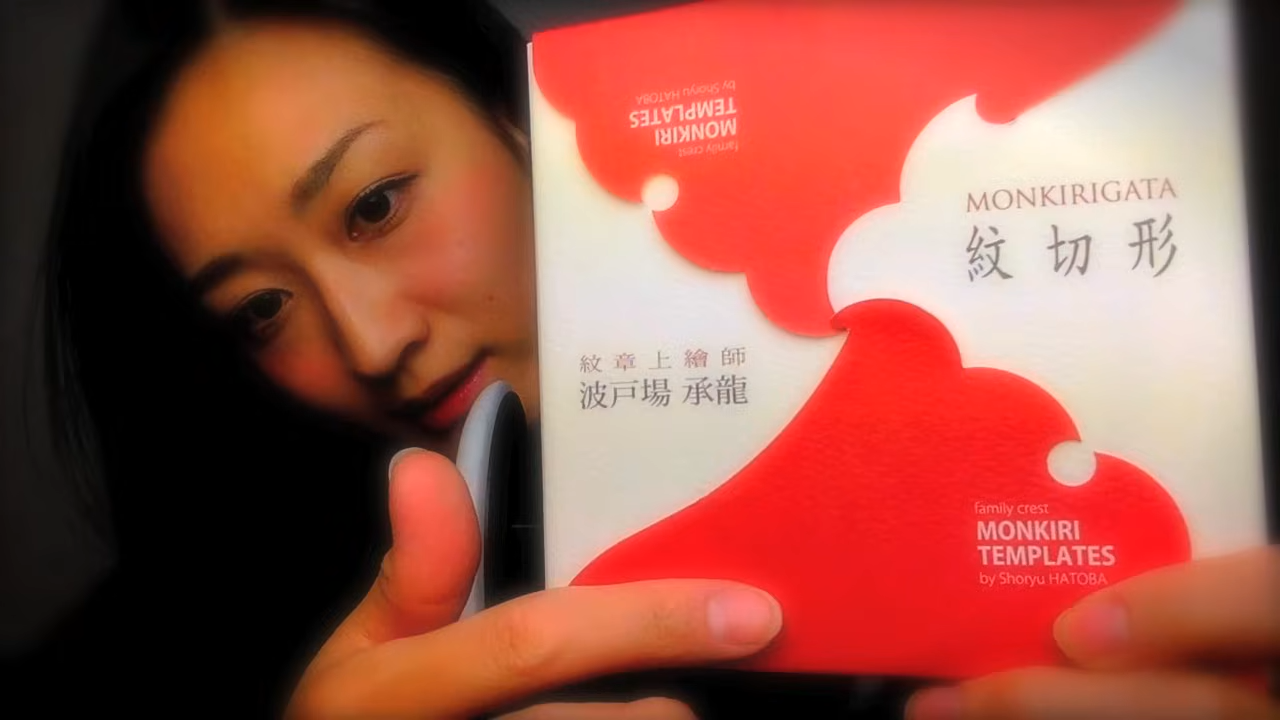 by Shoryu HATOBA
MONKIRI
TEMPLATES
family crest
MONKIRIGATA
紋切形
紋章上繪師
波戸場 承龍
family crest
MONKIRI
TEMPLATES
by Shoryu HATOBA